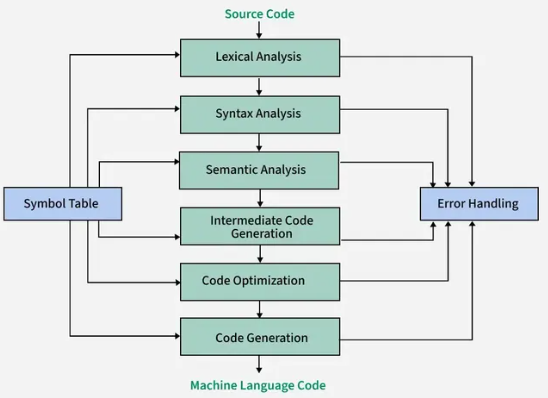 Source Code
Lexical Analysis
Syntax Analysis
Semantic Analysis
Symbol Table
Error Handling
Intermediate Code
Generation
Code Optimization
Code Generation
Machine Language Code